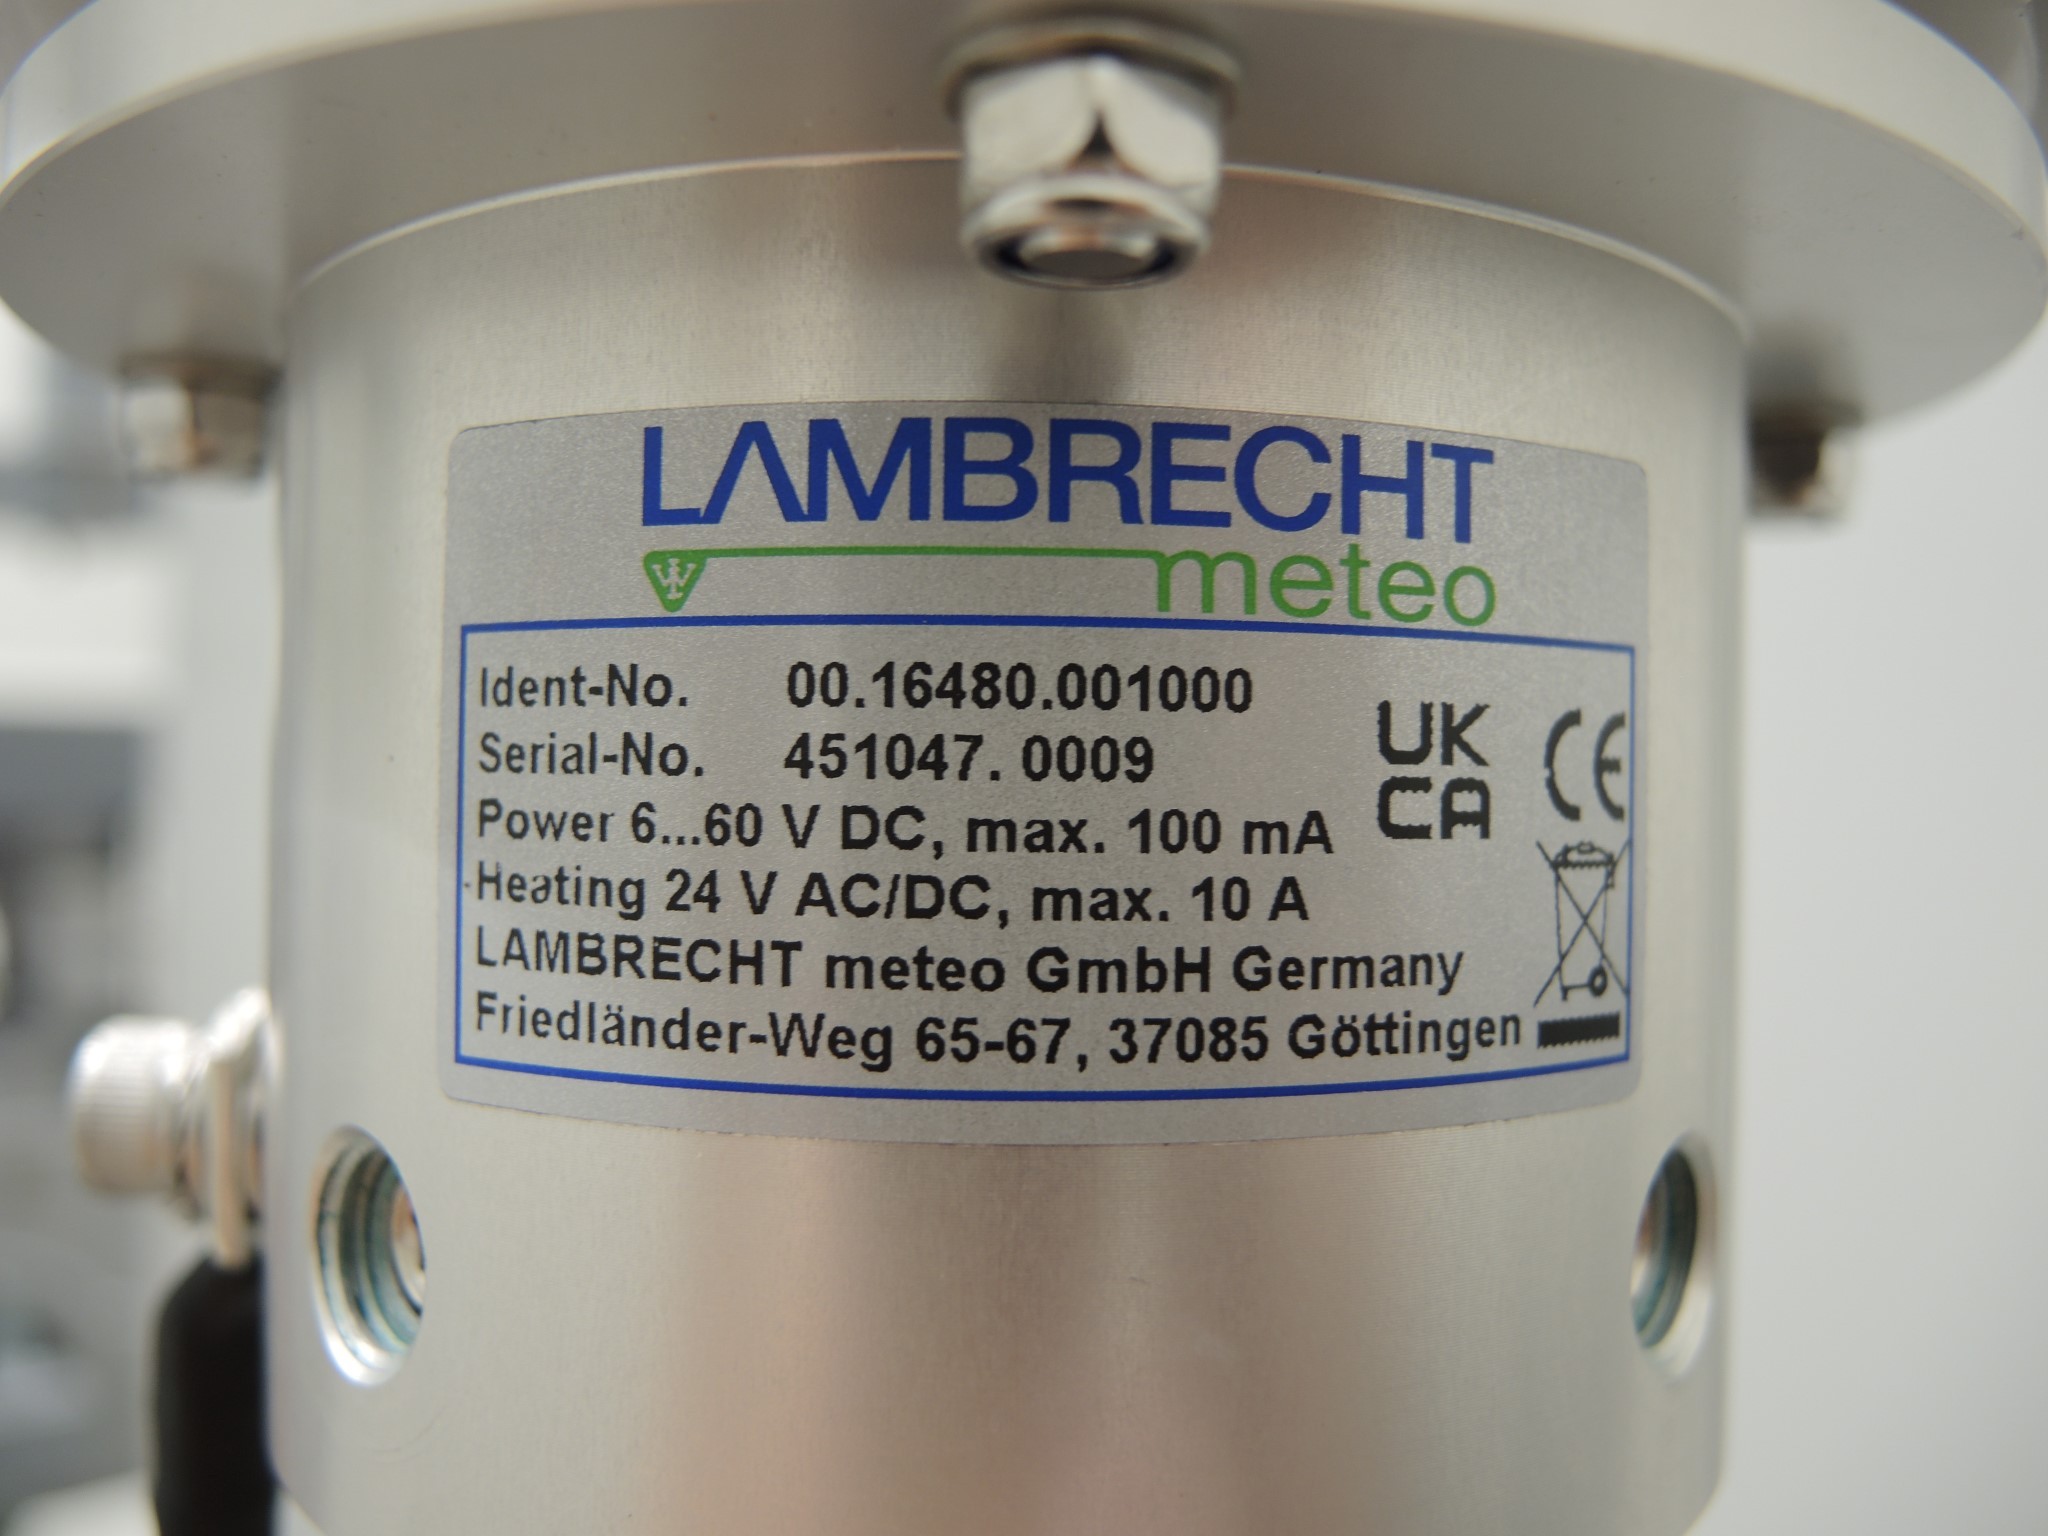 LAMBRECHT
meteo
Ident-No. 00.16480.001000
Serial-No. 451047. 0009
Power 6...60 V DC, max. 100 mA
Heating 24 V AC/DC, max. 10 A
LAMBRECHT meteo GmbH Germany
Friedländer-Weg 65-67, 37085 Göttingen
UK
CA
CE